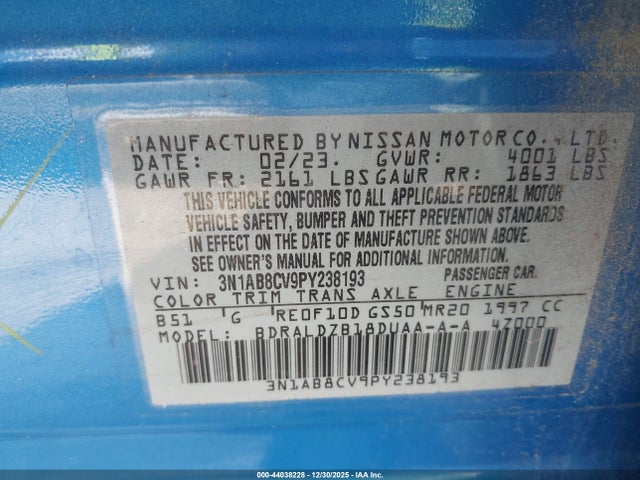 MANUFACTURED BY NISSAN MOTOR CO., LTD.
DATE: 02/23. GVWR: 4001 LBS
GAWR FR: 2161 LBS GAWR RR: 1863 LBS
THIS VEHICLE CONFORMS TO ALL APPLICABLE FEDERAL MOTOR
VEHICLE SAFETY, BUMPER AND THEFT PREVENTION STANDARDS
IN EFFECT ON THE DATE OF MANUFACTURE SHOWN ABOVE.
SEE OWNER'S MANUAL FOR ADDITIONAL INFORMATION.
VIN: 3N1AB8CV9PY238193 PASSENGER CAR.
COLOR TRIM TRANS AXLE ENGINE
B51 G RE0F10D GS50 MR20 1997 CC
MODEL: BDRALDZB18DUAA-A-A 4Z000
3N1AB8CV9PY238193
000-44038228 - 12/30/2025 - IAA Inc.